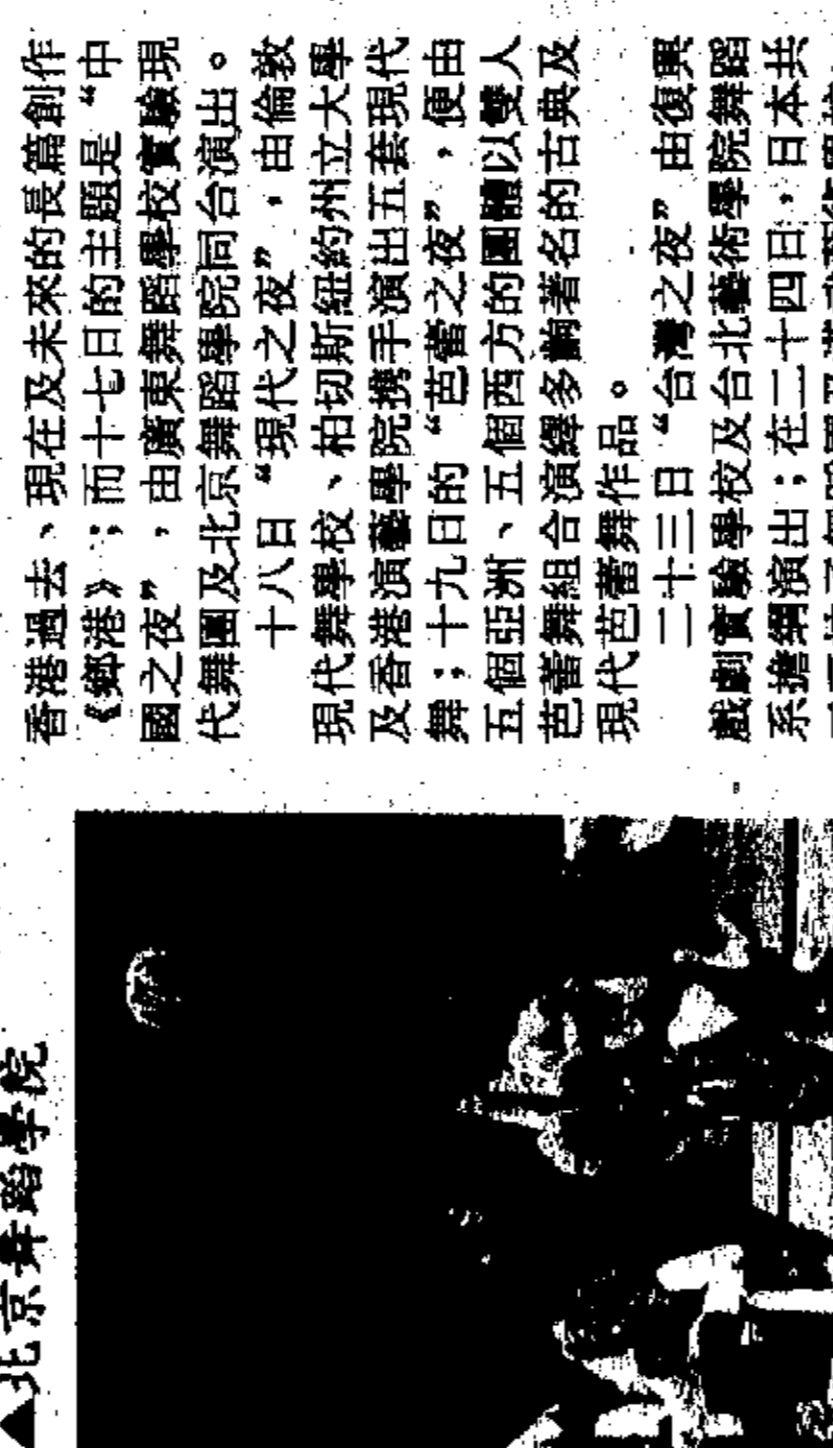 香港過去、現在及未來的長篇創作
《鄉港》；而十七日的主題是“中
國之夜”，由廣東舞蹈學校實驗現
代舞團及北京舞蹈學院同台演出。
十八日“現代之夜”，由倫敦
現代舞學校、柏切斯紐約州立大學
及香港演藝學院携手演出五套現代
舞；十九日的“芭蕾之夜”，便由
五個亞洲、五個西方的團體以雙人
芭蕾舞組合演繹多齣著名的古典及
現代芭蕾舞作品。
二十三日“台灣之夜”由復興
戲劇實驗學校及台北藝術學院舞蹈
系擔綱演出；在二十四日，日本共
▲北京舞蹈學院